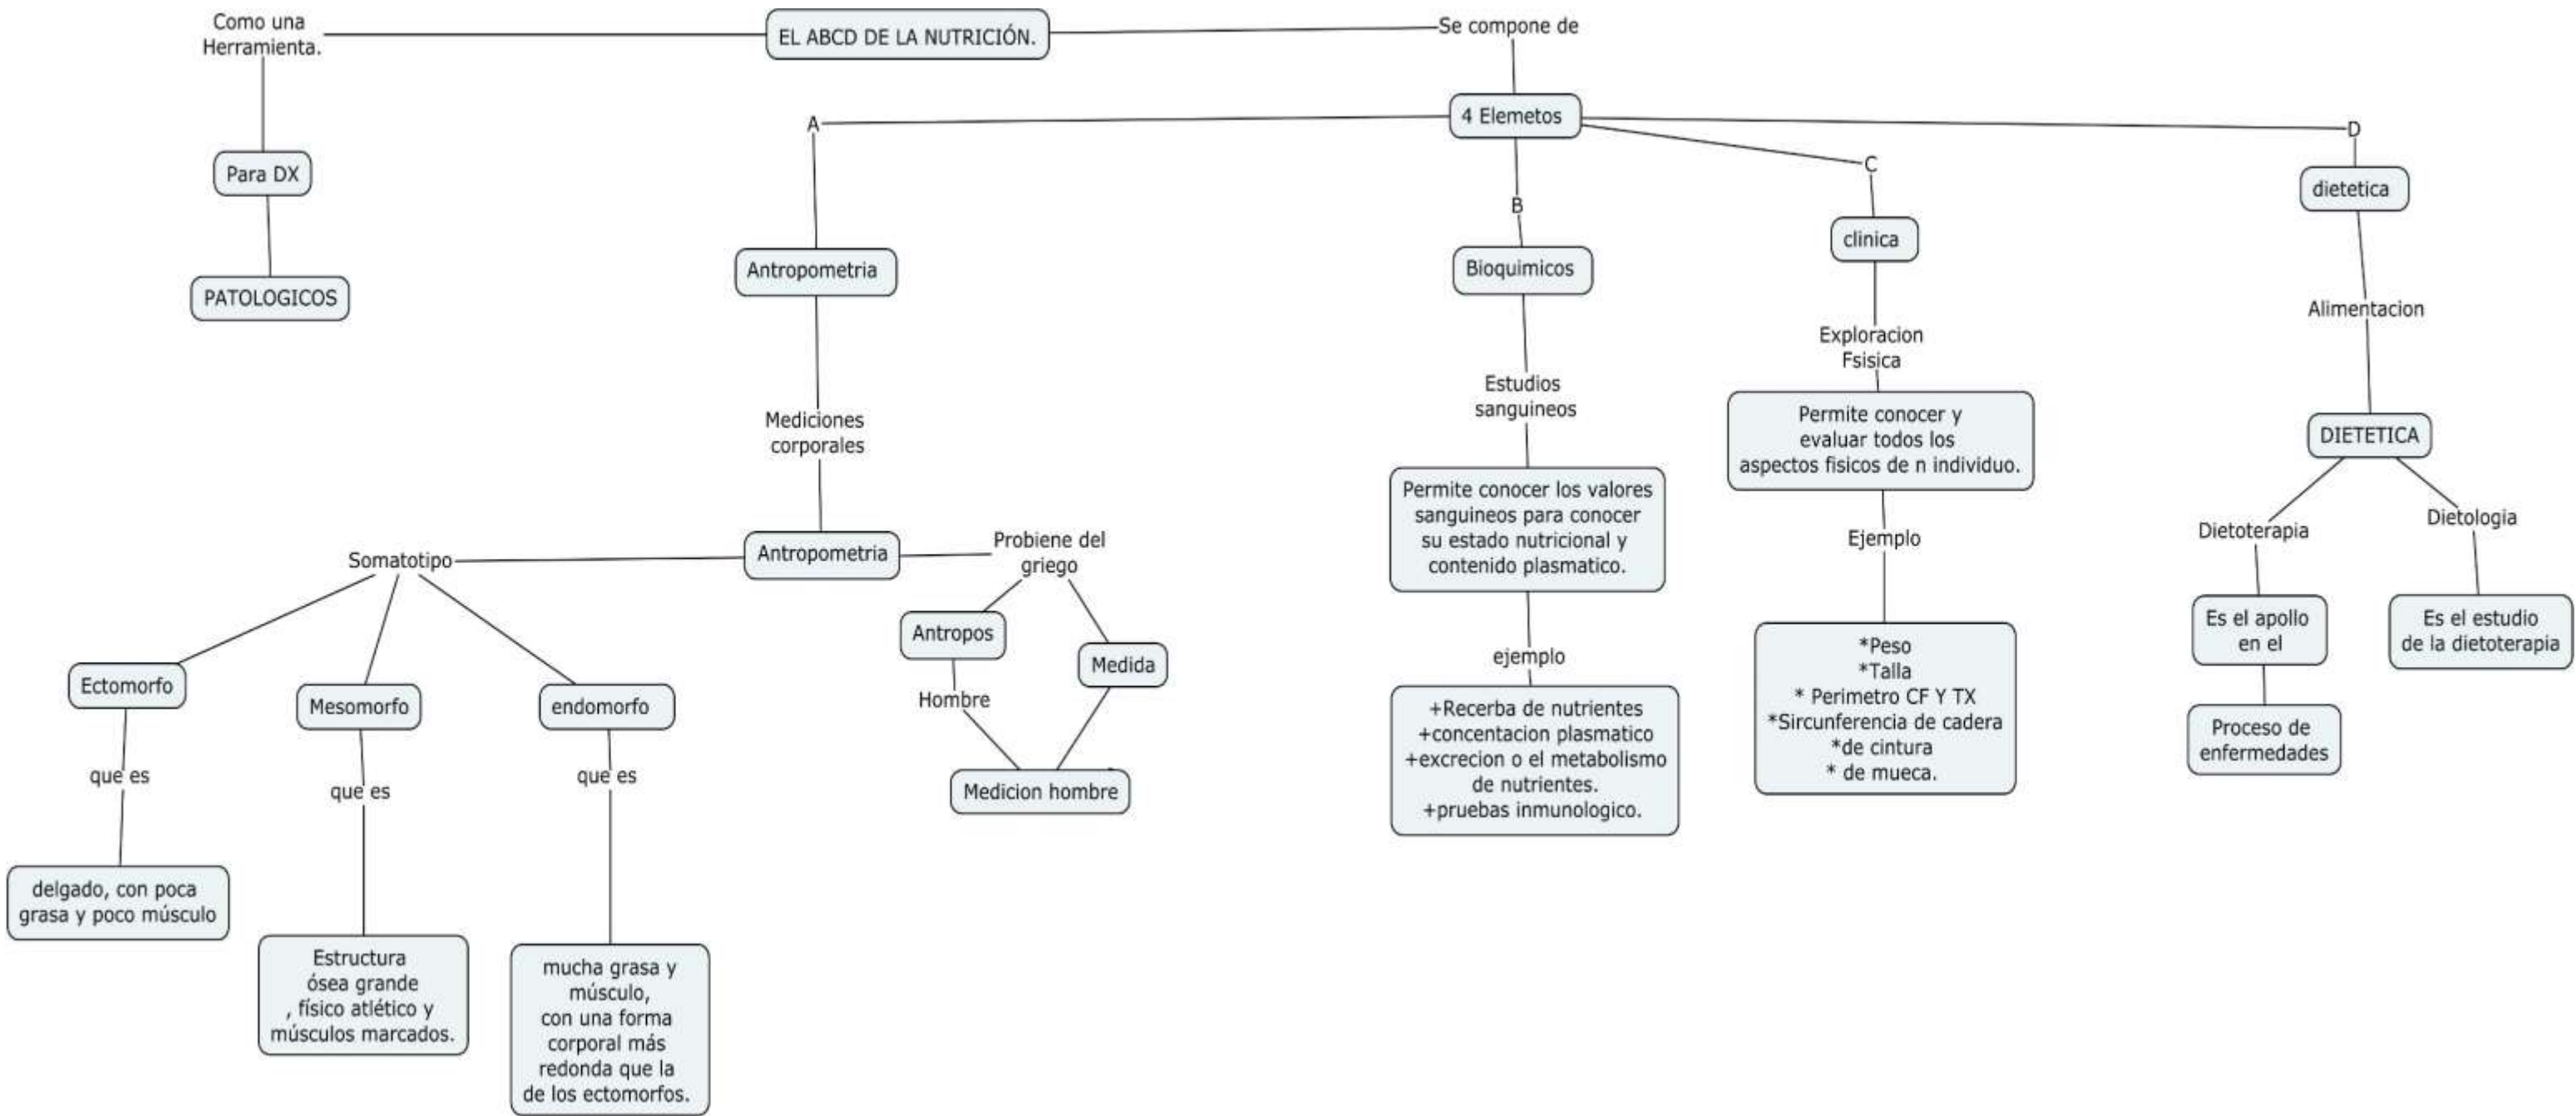 Como una
Herramienta.
EL ABCD DE LA NUTRICIÓN.
Se compone de
Para DX
PATOLOGICOS
4 Elemetos
A
Antropometria
Mediciones
corporales
Antropometria
Somatotipo
Ectomorfo
que es
delgado, con poca
grasa y poco músculo
Mesomorfo
que es
Estructura
ósea grande
, físico atlético y
músculos marcados.
endomorfo
que es
mucha grasa y
músculo,
con una forma
corporal más
redonda que la
de los ectomorfos.
Probiene del
griego
Antropos
Hombre
Medida
Medicion hombre
B
Bioquimicos
Estudios
sanguineos
Permite conocer los valores
sanguineos para conocer
su estado nutricional y
contenido plasmatico.
ejemplo
+Recerba de nutrientes
+concentacion plasmatico
+excrecion o el metabolismo
de nutrientes.
+pruebas inmunologico.
C
clinica
Exploracion
Fsisica
Permite conocer y
evaluar todos los
aspectos fisicos de n individuo.
Ejemplo
*Peso
*Talla
* Perimetro CF Y TX
*Sircunferencia de cadera
*de cintura
* de mueca.
D
dietetica
Alimentacion
DIETETICA
Dietoterapia
Es el apollo
en el
Proceso de
enfermedades
Dietologia
Es el estudio
de la dietoterapia